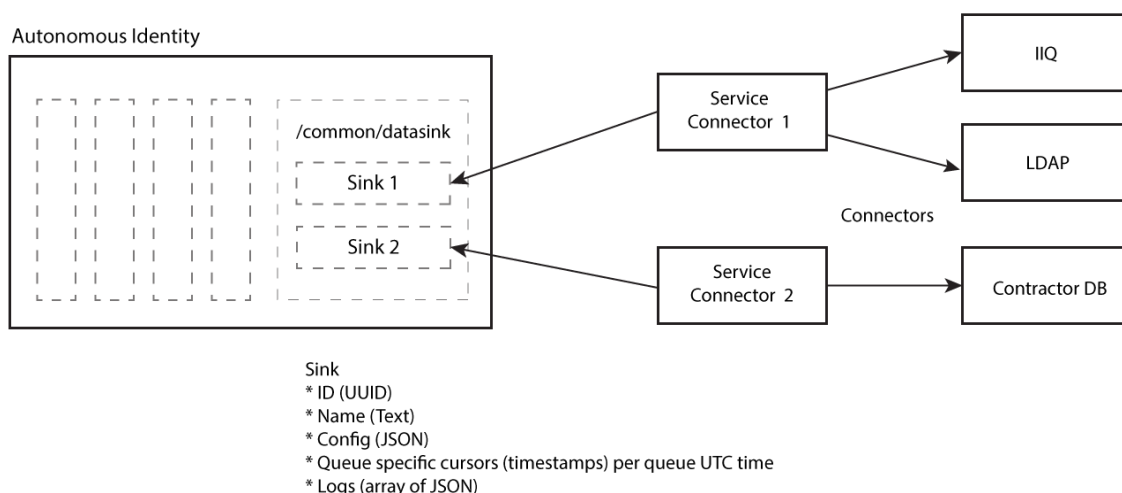 Autonomous Identity
/common/datasink
Sink 1
Sink 2
Service
Connector 1
Service
Connector 2
Connectors
IIQ
LDAP
Contractor DB
Sink
* ID (UUID)
* Name (Text)
* Config (JSON)
* Queue specific cursors (timestamps) per queue UTC time
* Logs (array of JSON)